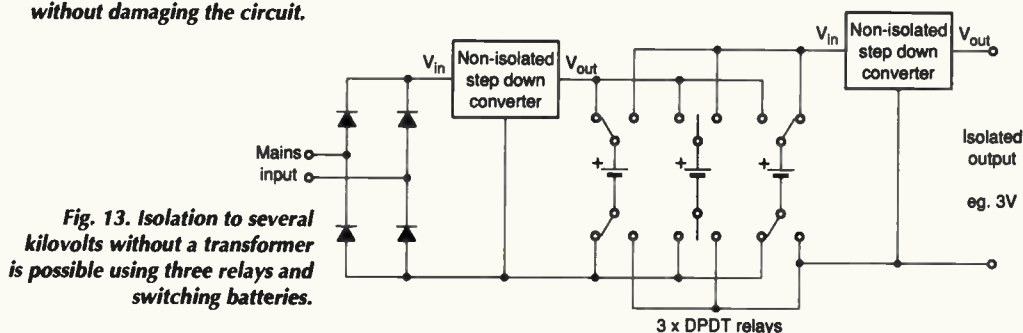 without damaging the circuit.
Fig. 13. Isolation to several
kilovolts without a transformer
is possible using three relays and
switching batteries.
Mains
input
Vin
Non-isolated
step down
converter
Vout
+
+
+
3 x DPDT relays
Vin
Non-isolated
step down
converter
Vout
Isolated
output
eg. 3V